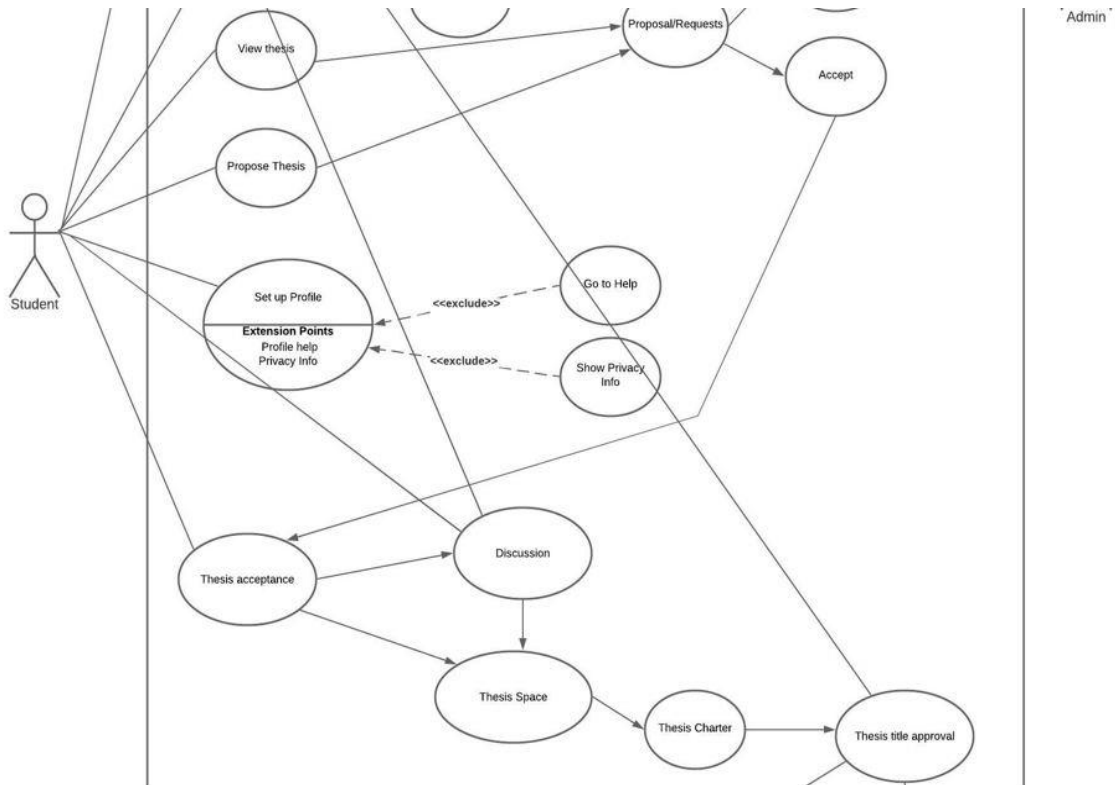 Admin
Proposal/Requests
View thesis
Accept
Propose Thesis
Student
Set up Profile
Extension Points
Profile help
Privacy Info
<<exclude>>
Go to Help
<<exclude>>
Show Privacy
Info
Thesis acceptance
Discussion
Thesis Space
Thesis Charter
Thesis title approval